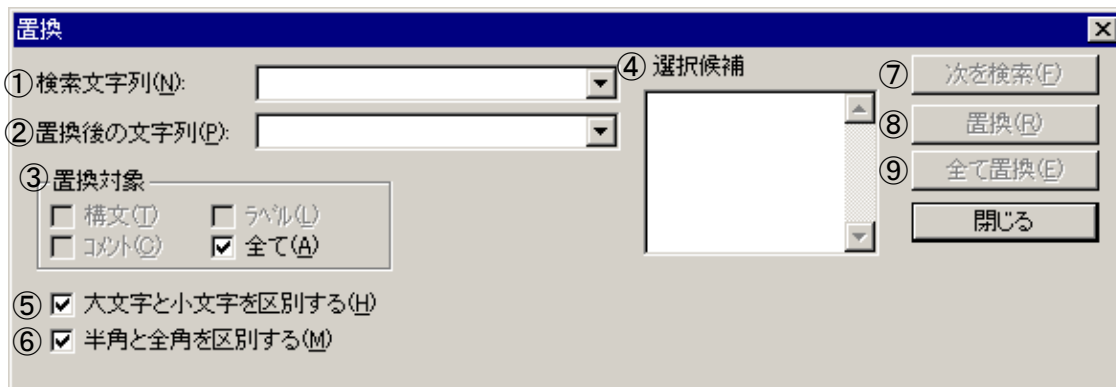 置換
①検索文字列(N):
②置換後の文字列(P):
③置換対象
構文(T)
ラベル(L)
コメント(C)
全て(A)
④選択候補
⑤大文字と小文字を区別する(H)
⑥半角と全角を区別する(M)
⑦次を検索(F)
⑧置換(R)
⑨全て置換(E)
閉じる